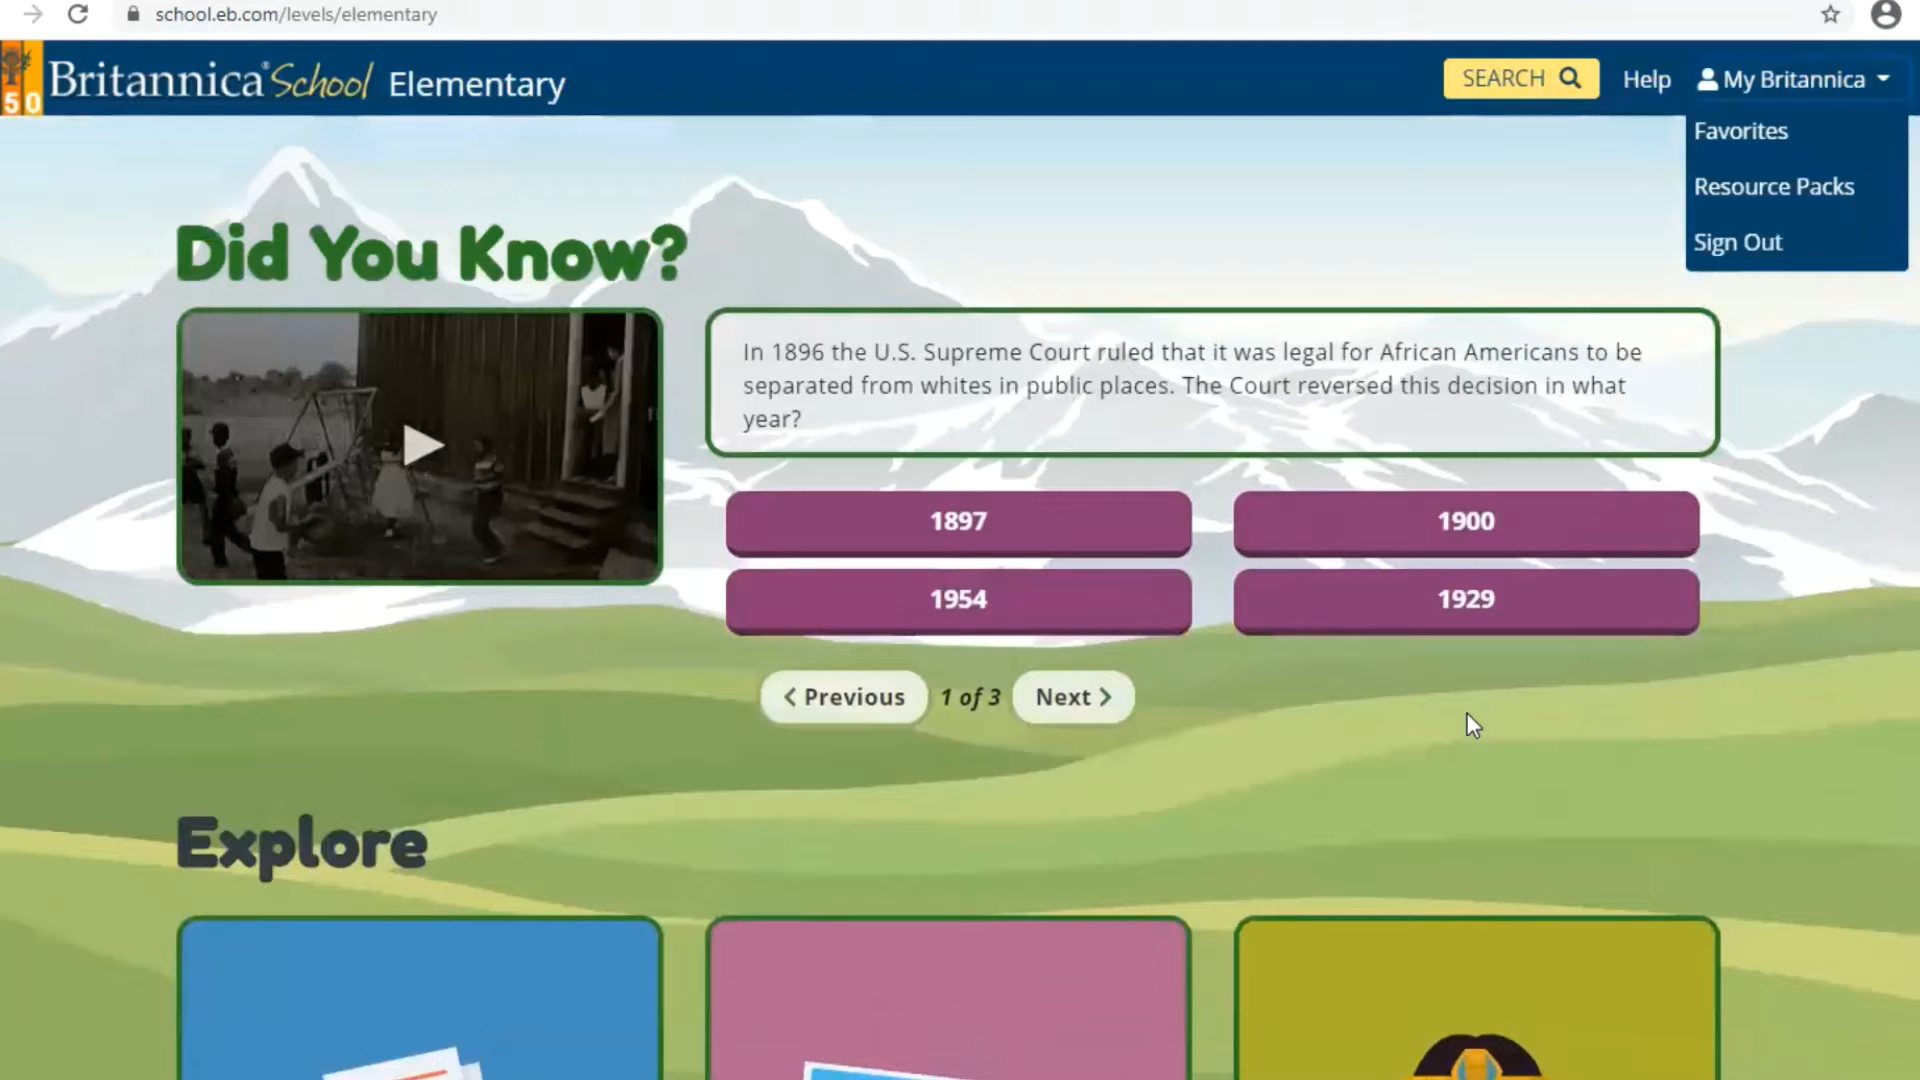 school.eb.com/levels/elementary
50
Britannica School Elementary
SEARCH
Help
My Britannica
Favorites
Resource Packs
Sign Out
Did You Know?
In 1896 the U.S. Supreme Court ruled that it was legal for African Americans to be
separated from whites in public places. The Court reversed this decision in what
year?
1897
1900
1954
1929
Previous
1 of 3
Next
Explore